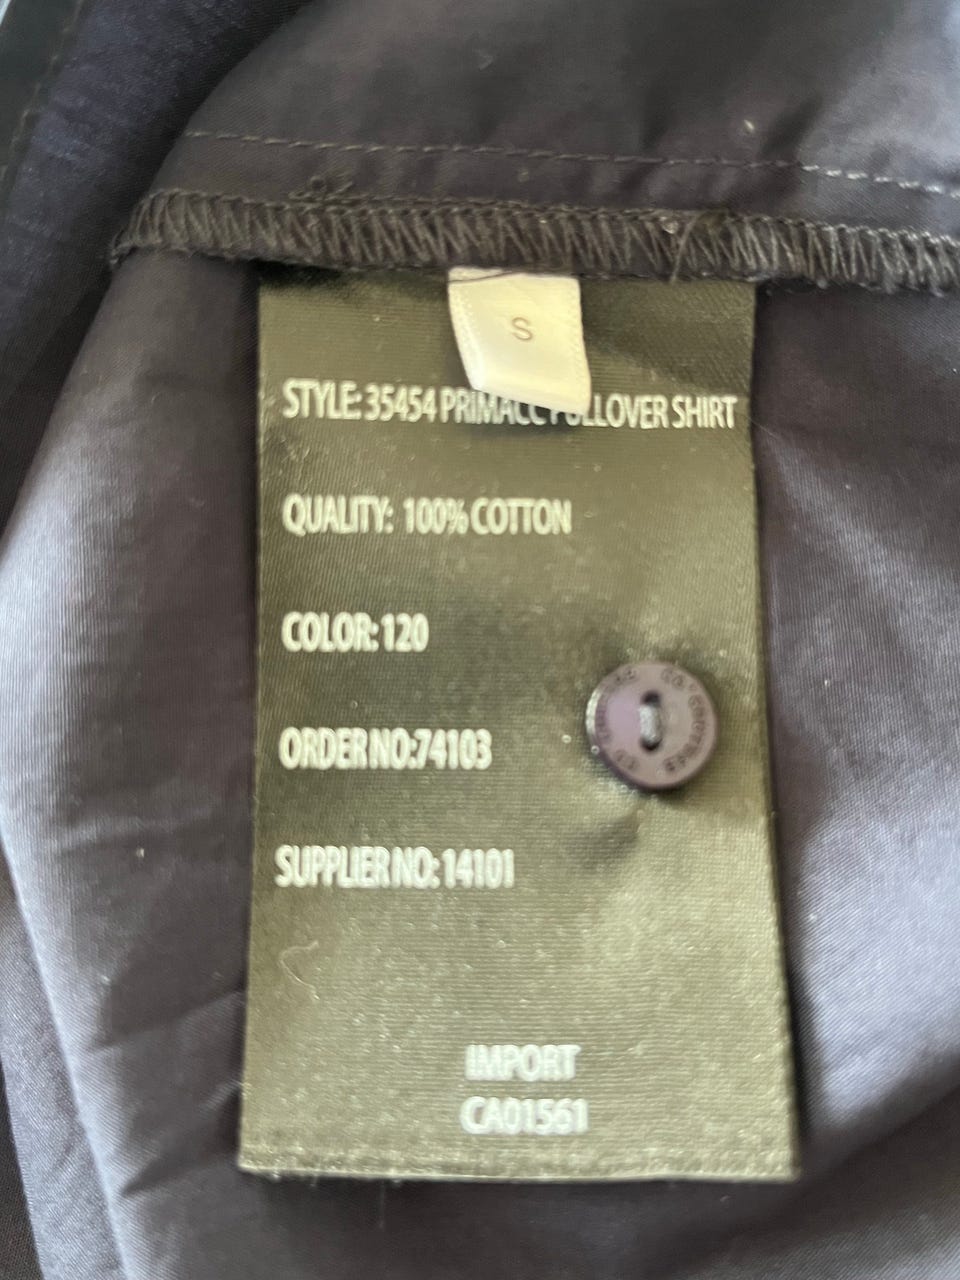 S
STYLE: 35454 PRIMACC PULLOVER SHIRT
QUALITY: 100% COTTON
COLOR: 120
ORDER NO:74103
SUPPLIER NO: 14101
IMPORT
CA01561